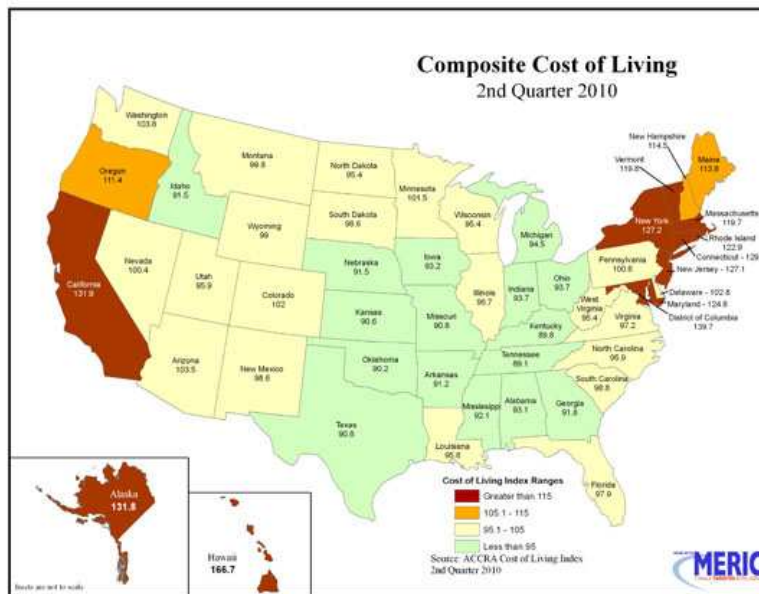 Composite Cost of Living
2nd Quarter 2010
Washington
103.8
Oregon
111.4
California
131.9
Nevada
100.4
Idaho
91.5
Montana
99.8
Wyoming
99
Utah
95.9
Arizona
103.5
Colorado
102
New Mexico
98.6
North Dakota
95.4
South Dakota
98.6
Nebraska
91.5
Kansas
90.6
Oklahoma
90.2
Texas
90.8
Minnesota
101.5
Iowa
93.2
Missouri
90.8
Arkansas
91.2
Louisiana
95.8
Wisconsin
95.4
Illinois
96.7
Michigan
94.5
Indiana
93.7
Ohio
93.7
Kentucky
89.8
Tennessee
89.1
Mississippi
92.1
Alabama
93.1
Georgia
91.8
Florida
97.9
South Carolina
98.8
North Carolina
95.9
Virginia
97.2
West
Virginia
95.4
Pennsylvania
100.8
New York
127.2
Vermont
119.6
New Hampshire
114.5
Maine
113.8
Massachusetts
119.7
Rhode Island
122.9
Connecticut - 129
New Jersey - 127.1
Delaware - 102.8
Maryland - 124.8
District of Columbia
139.7
Alaska
131.8
Insets are not to scale
Hawaii
166.7
Cost of Living Index Ranges
Greater than 115
105.1 - 115
95.1 - 105
Less than 95
Source: ACCRA Cost of Living Index
2nd Quarter 2010
MERIC